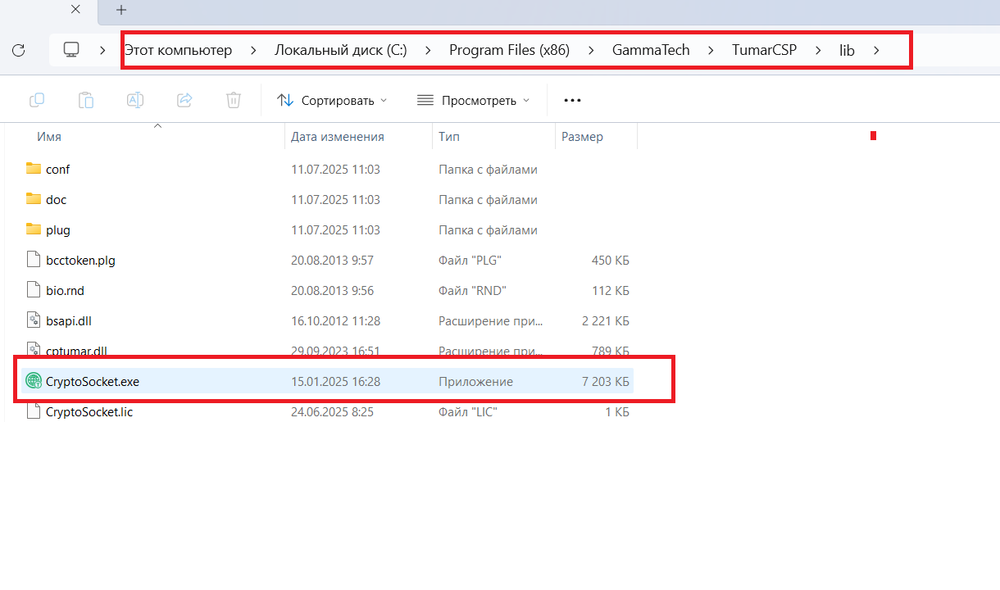 Этот компьютер > Локальный диск (C:) > Program Files (x86) > GammaTech > TumarCSP > lib >
Сортировать Просмотреть
Имя Дата изменения Тип Размер
conf 11.07.2025 11:03 Папка с файлами
doc 11.07.2025 11:03 Папка с файлами
plug 11.07.2025 11:03 Папка с файлами
bcctoken.plg 20.08.2013 9:57 Файл "PLG" 450 КБ
bio.rnd 20.08.2013 9:56 Файл "RND" 112 КБ
bsapi.dll 16.10.2012 11:28 Расширение при... 2 221 КБ
cptumar.dll 29.09.2023 16:51 Расширение при... 789 КБ
CryptoSocket.exe 15.01.2025 16:28 Приложение 7 203 КБ
CryptoSocket.lic 24.06.2025 8:25 Файл "LIC" 1 КБ